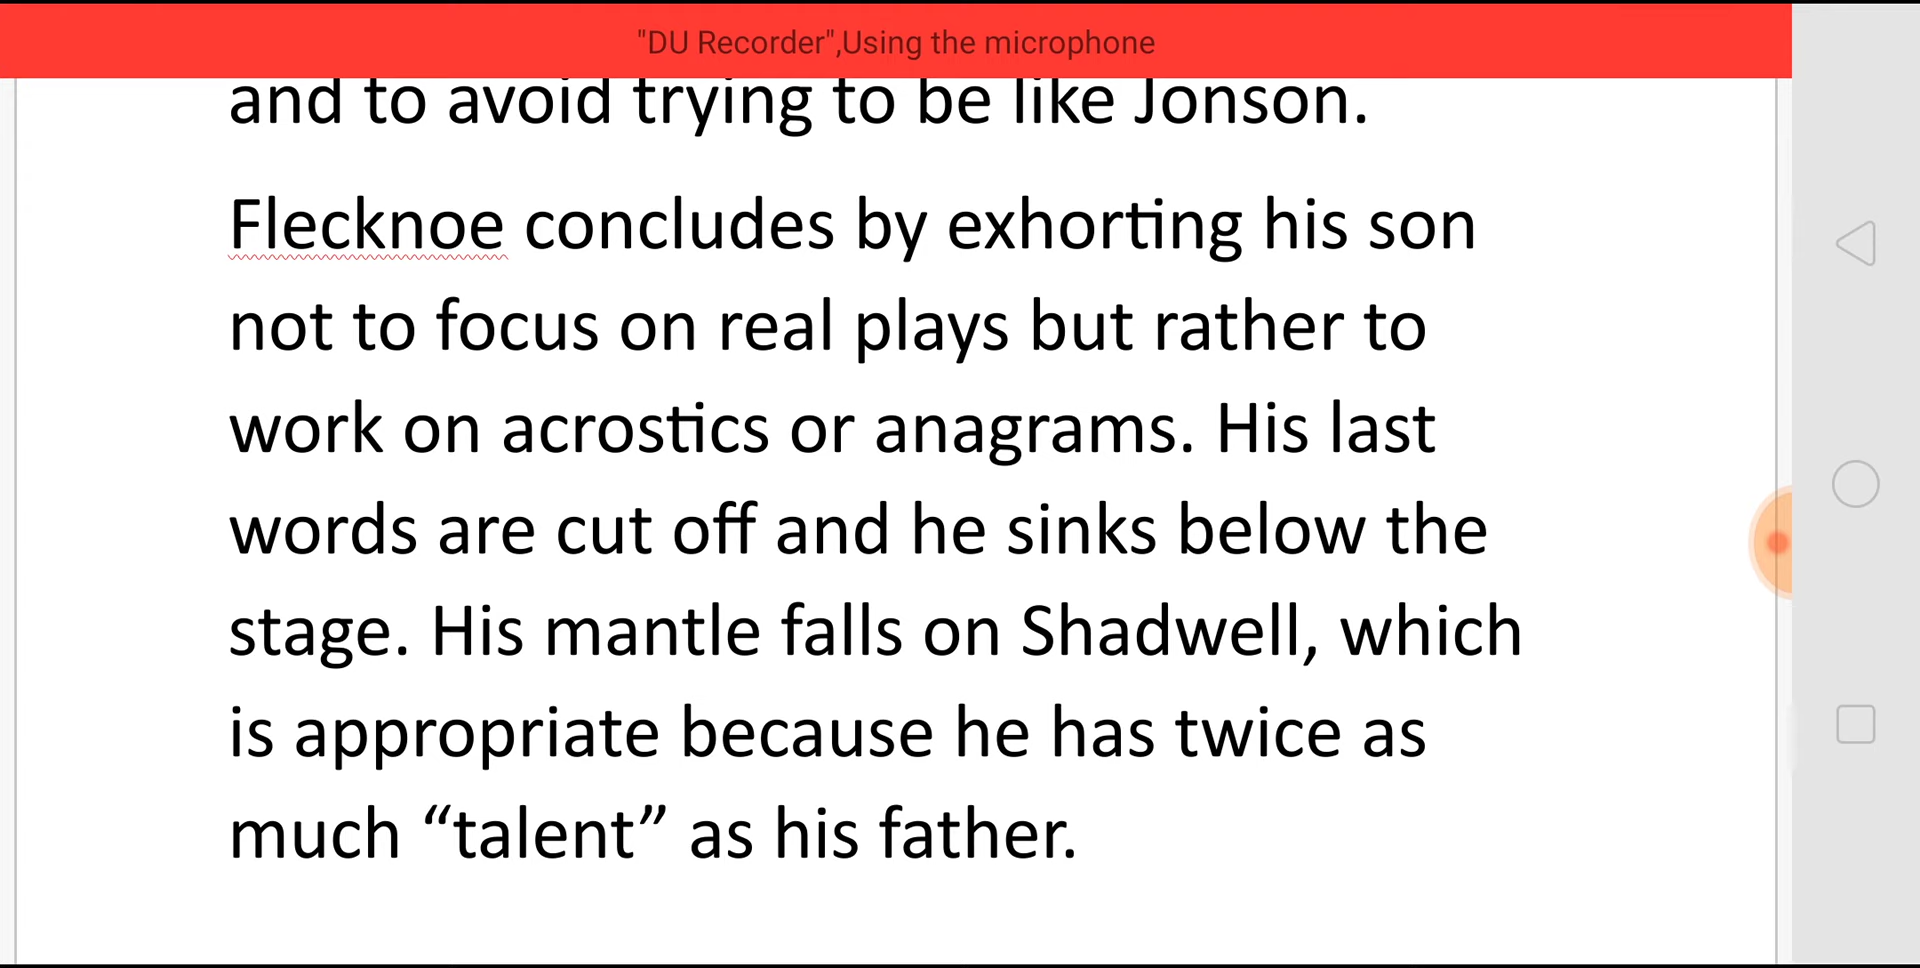 "DU Recorder",Using the microphone
and to avoid trying to be like Jonson.
Flecknoe concludes by exhorting his son
not to focus on real plays but rather to
work on acrostics or anagrams. His last
words are cut off and he sinks below the
stage. His mantle falls on Shadwell, which
is appropriate because he has twice as
much “talent” as his father.